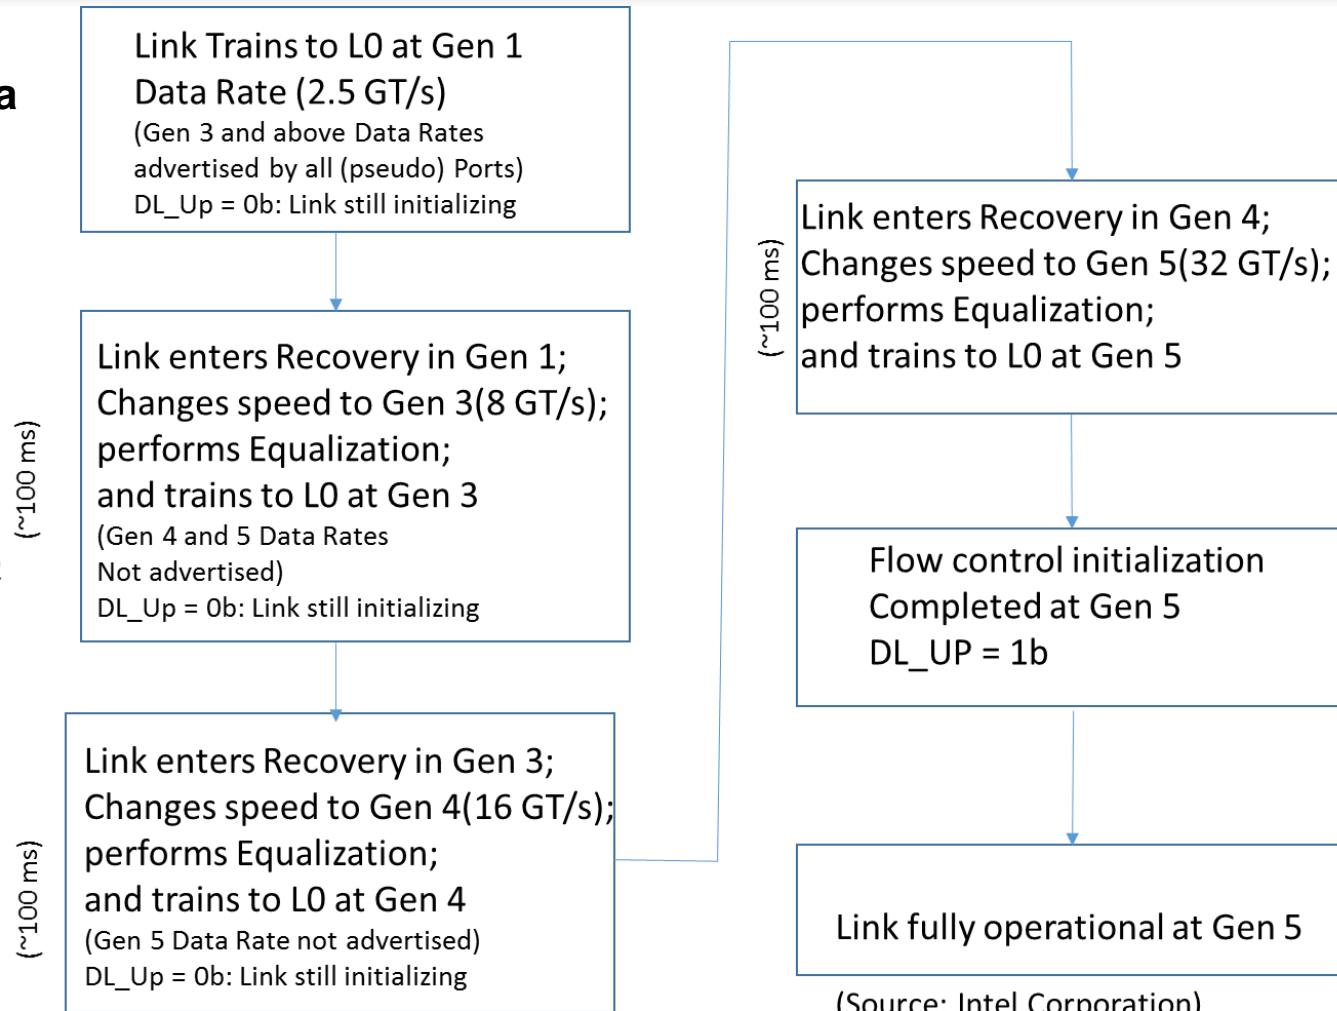 a
Link Trains to L0 at Gen 1
Data Rate (2.5 GT/s)
(Gen 3 and above Data Rates
advertised by all (pseudo) Ports)
DL_Up = 0b: Link still initializing
(~100 ms)
Link enters Recovery in Gen 1;
Changes speed to Gen 3(8 GT/s);
performs Equalization;
and trains to L0 at Gen 3
(Gen 4 and 5 Data Rates
Not advertised)
DL_Up = 0b: Link still initializing
(~100 ms)
Link enters Recovery in Gen 3;
Changes speed to Gen 4(16 GT/s);
performs Equalization;
and trains to L0 at Gen 4
(Gen 5 Data Rate not advertised)
DL_Up = 0b: Link still initializing
(~100 ms)
Link enters Recovery in Gen 4;
Changes speed to Gen 5(32 GT/s);
performs Equalization;
and trains to L0 at Gen 5
Flow control initialization
Completed at Gen 5
DL_UP = 1b
Link fully operational at Gen 5
(Source: Intel Corporation)